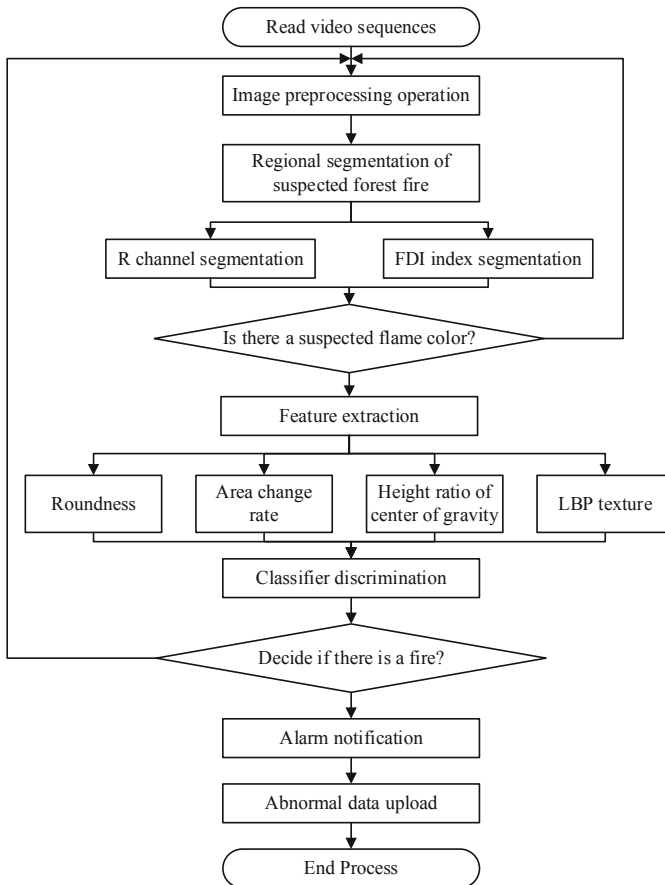 Read video sequences
Image preprocessing operation
Regional segmentation of
suspected forest fire
R channel segmentation
FDI index segmentation
Is there a suspected flame color?
Feature extraction
Roundness
Area change
rate
Height ratio of
center of gravity
LBP texture
Classifier discrimination
Decide if there is a fire?
Alarm notification
Abnormal data upload
End Process